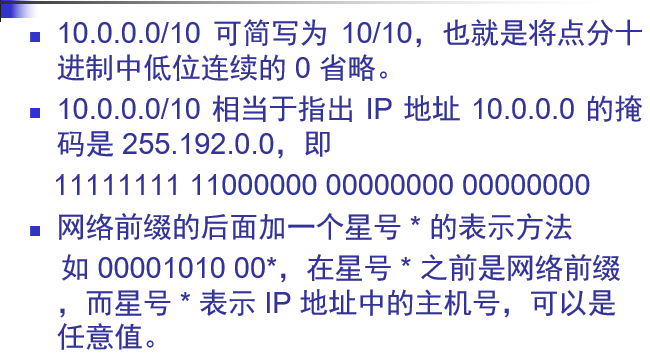 10.0.0.0/10 可简写为 10/10，也就是将点分十
进制中低位连续的 0 省略。
10.0.0.0/10 相当于指出 IP 地址 10.0.0.0 的掩
码是 255.192.0.0，即
11111111 11000000 00000000 00000000
网络前缀的后面加一个星号 * 的表示方法
如 00001010 00*，在星号 * 之前是网络前缀
，而星号 * 表示 IP 地址中的主机号，可以是
任意值。